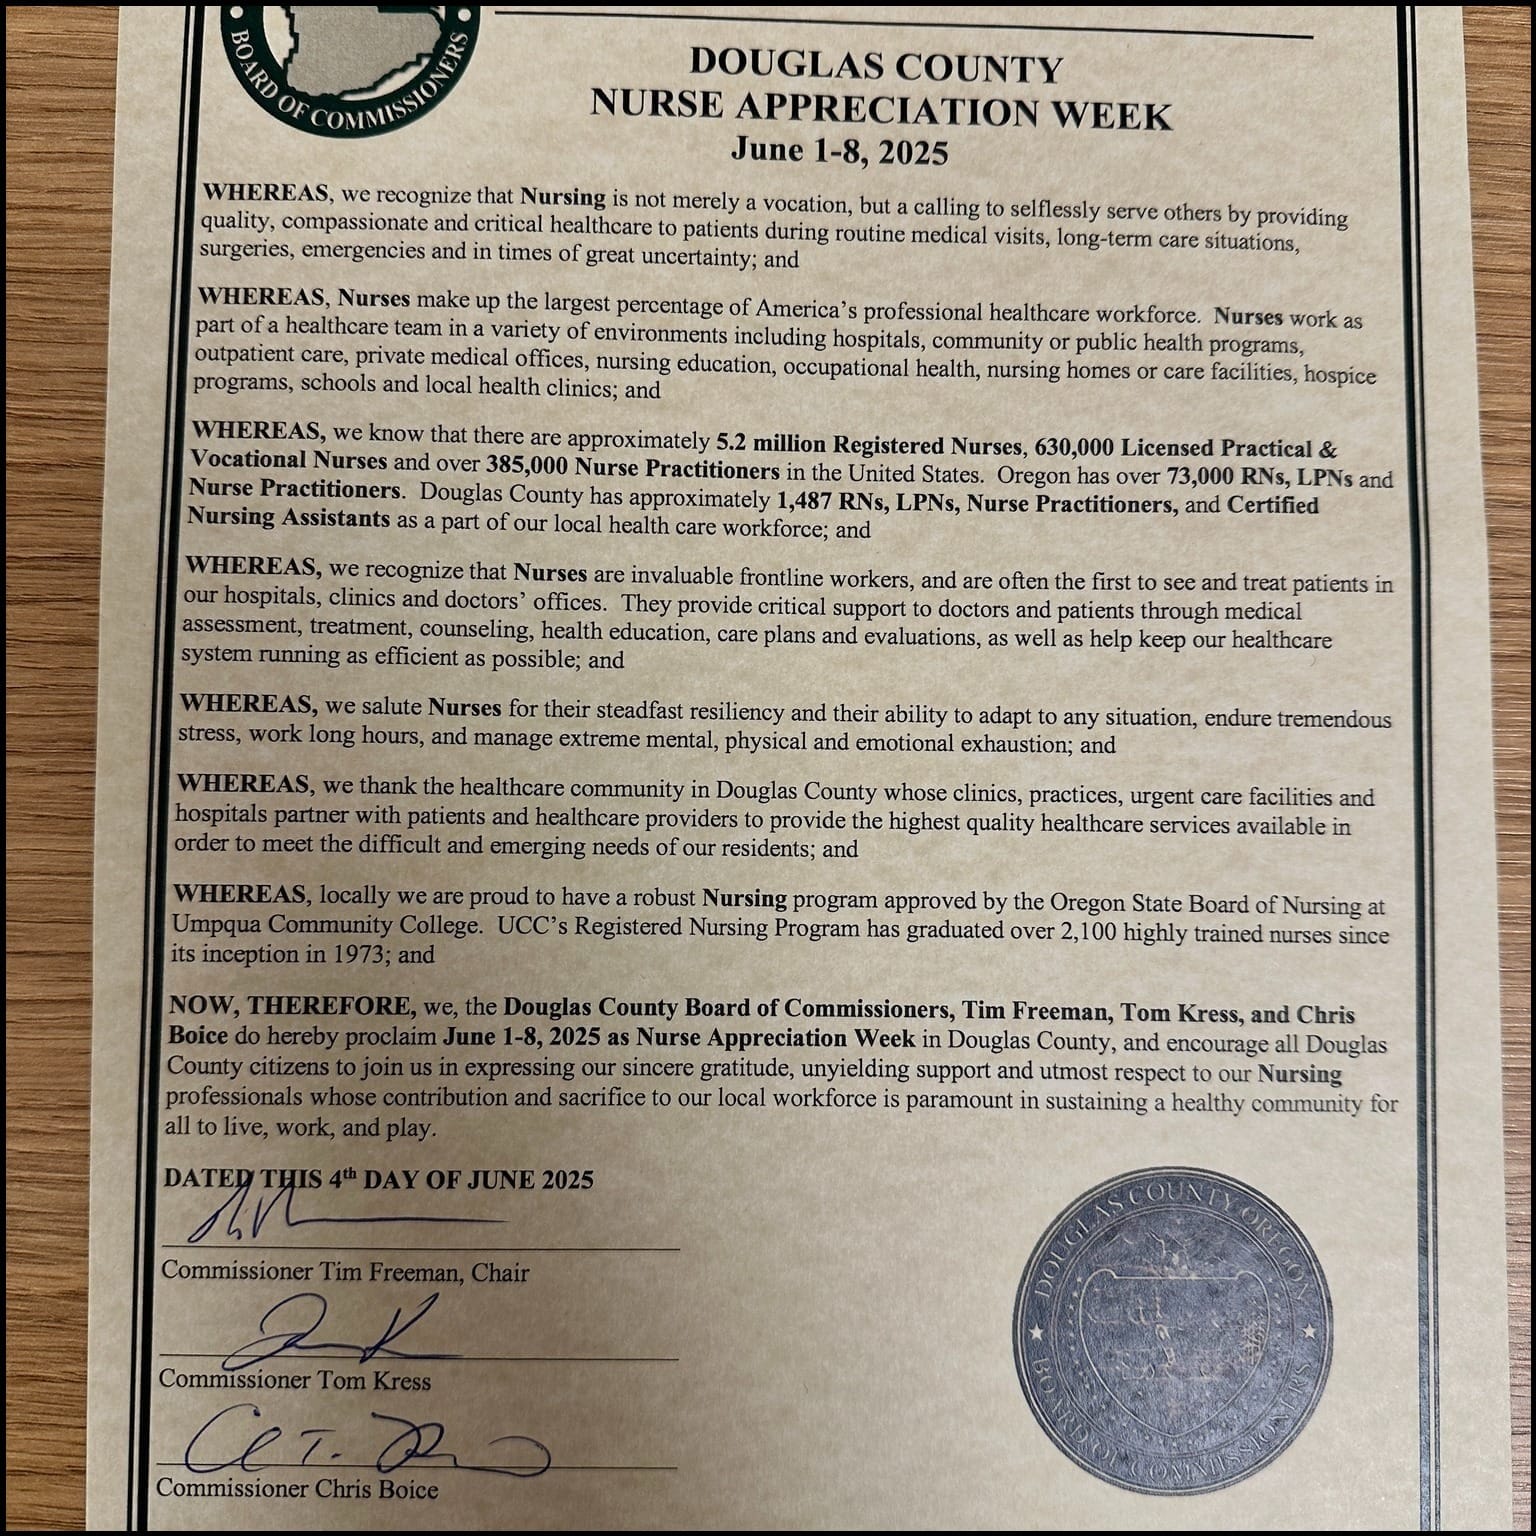 BOARD OF COMMISSIONERS
DOUGLAS COUNTY
NURSE APPRECIATION WEEK
June 1-8, 2025
WHEREAS, we recognize that Nursing is not merely a vocation, but a calling to selflessly serve others by providing
quality, compassionate and critical healthcare to patients during routine medical visits, long-term care situations,
surgeries, emergencies and in times of great uncertainty; and
WHEREAS, Nurses make up the largest percentage of America's professional healthcare workforce. Nurses work as
part of a healthcare team in a variety of environments including hospitals, community or public health programs,
outpatient care, private medical offices, nursing education, occupational health, nursing homes or care facilities, hospice
programs, schools and local health clinics; and
WHEREAS, we know that there are approximately 5.2 million Registered Nurses, 630,000 Licensed Practical &
Vocational Nurses and over 385,000 Nurse Practitioners in the United States. Oregon has over 73,000 RNs, LPNs and
Nurse Practitioners. Douglas County has approximately 1,487 RNs, LPNs, Nurse Practitioners, and Certified
Nursing Assistants as a part of our local health care workforce; and
WHEREAS, we recognize that Nurses are invaluable frontline workers, and are often the first to see and treat patients in
our hospitals, clinics and doctors' offices. They provide critical support to doctors and patients through medical
assessment, treatment, counseling, health education, care plans and evaluations, as well as help keep our healthcare
system running as efficient as possible; and
WHEREAS, we salute Nurses for their steadfast resiliency and their ability to adapt to any situation, endure tremendous
stress, work long hours, and manage extreme mental, physical and emotional exhaustion; and
WHEREAS, we thank the healthcare community in Douglas County whose clinics, practices, urgent care facilities and
hospitals partner with patients and healthcare providers to provide the highest quality healthcare services available in
order to meet the difficult and emerging needs of our residents; and
WHEREAS, locally we are proud to have a robust Nursing program approved by the Oregon State Board of Nursing at
Umpqua Community College. UCC's Registered Nursing Program has graduated over 2,100 highly trained nurses since
its inception in 1973; and
NOW, THEREFORE, we, the Douglas County Board of Commissioners, Tim Freeman, Tom Kress, and Chris
Boice do hereby proclaim June 1-8, 2025 as Nurse Appreciation Week in Douglas County, and encourage all Douglas
County citizens to join us in expressing our sincere gratitude, unyielding support and utmost respect to our Nursing
professionals whose contribution and sacrifice to our local workforce is paramount in sustaining a healthy community for
all to live, work, and play.
DATED THIS 4th DAY OF JUNE 2025
Commissioner Tim Freeman, Chair
Commissioner Tom Kress
Commissioner Chris Boice
DOUGLAS COUNTY OREGON
BOARD OF COMMISSIONERS